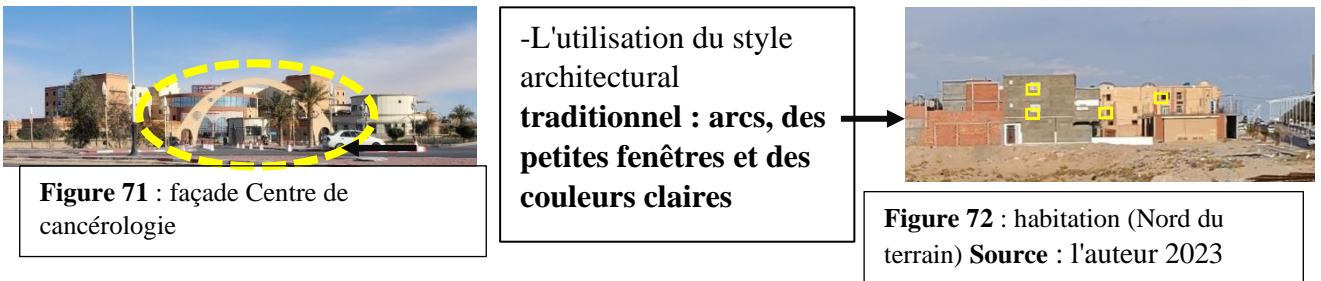 Figure 71 : façade Centre de
cancérologie
-L'utilisation du style
architectural
traditionnel : arcs, des
petites fenêtres et des
couleurs claires
Figure 72 : habitation (Nord du
terrain) Source : l'auteur 2023